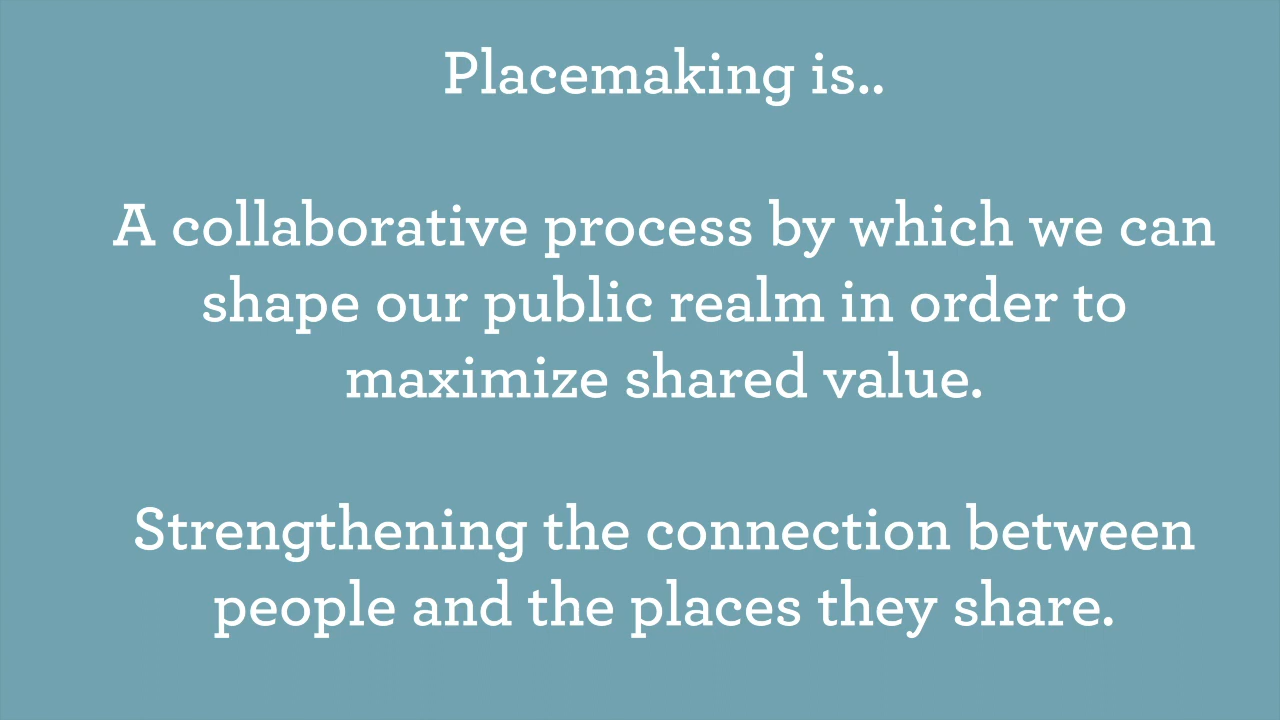 Placemaking is..
A collaborative process by which we can
shape our public realm in order to
maximize shared value.
Strengthening the connection between
people and the places they share.